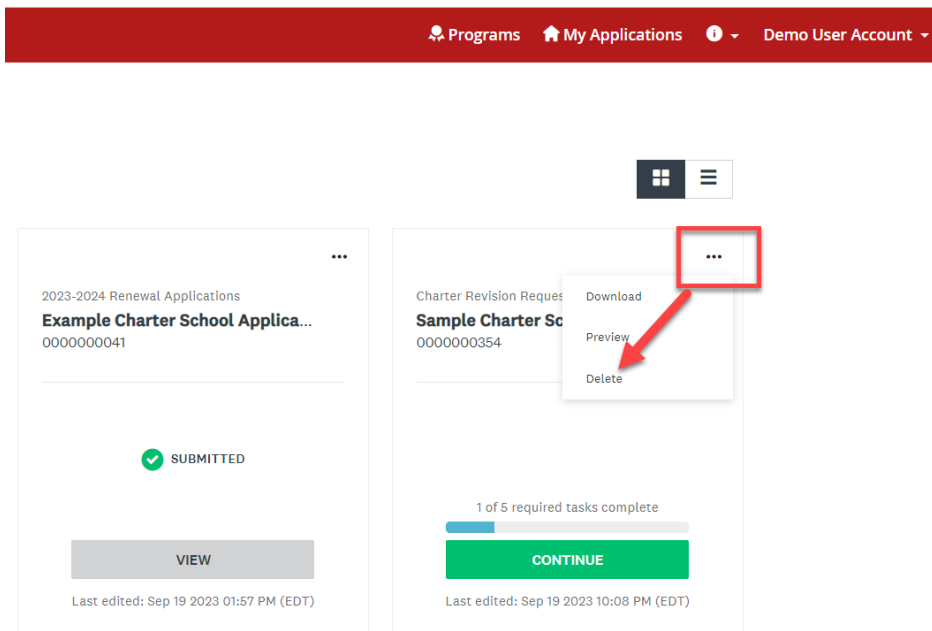 Programs My Applications Demo User Account
2023-2024 Renewal Applications
Example Charter School Applica...
0000000041
SUBMITTED
VIEW
Last edited: Sep 19 2023 01:57 PM (EDT)
Charter Revision Reques
Sample Charter Sc
0000000354
Download
Preview
Delete
1 of 5 required tasks complete
CONTINUE
Last edited: Sep 19 2023 10:08 PM (EDT)